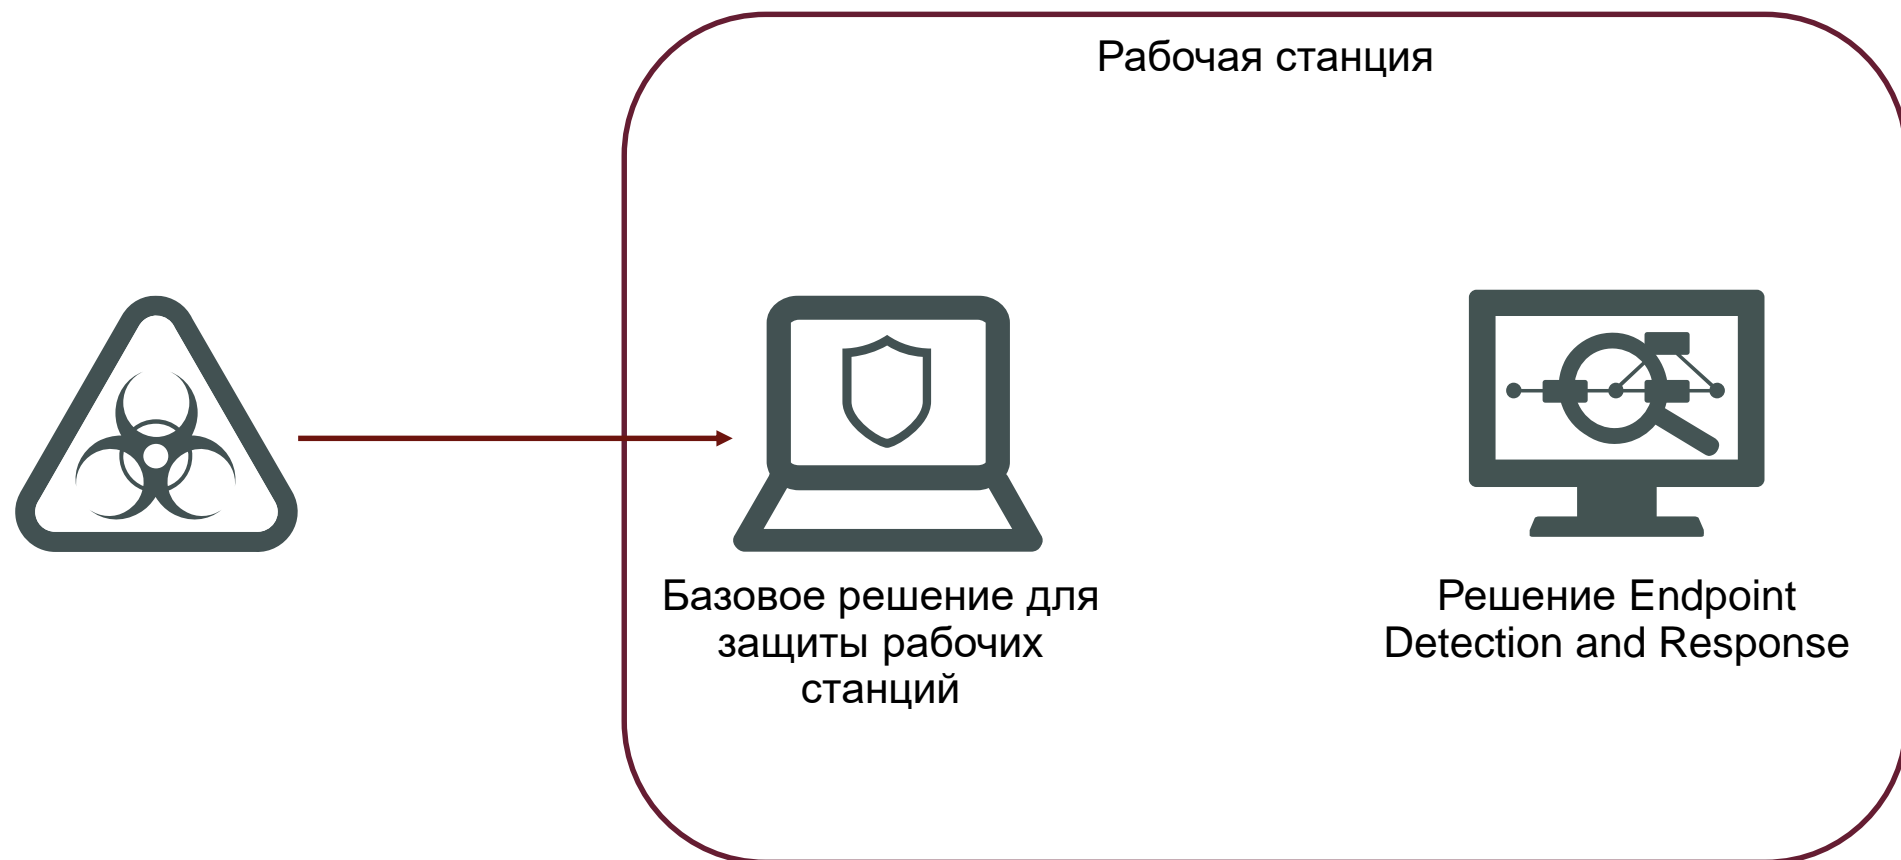 Рабочая станция
Базовое решение для
защиты рабочих
станций
Решение Endpoint
Detection and Response